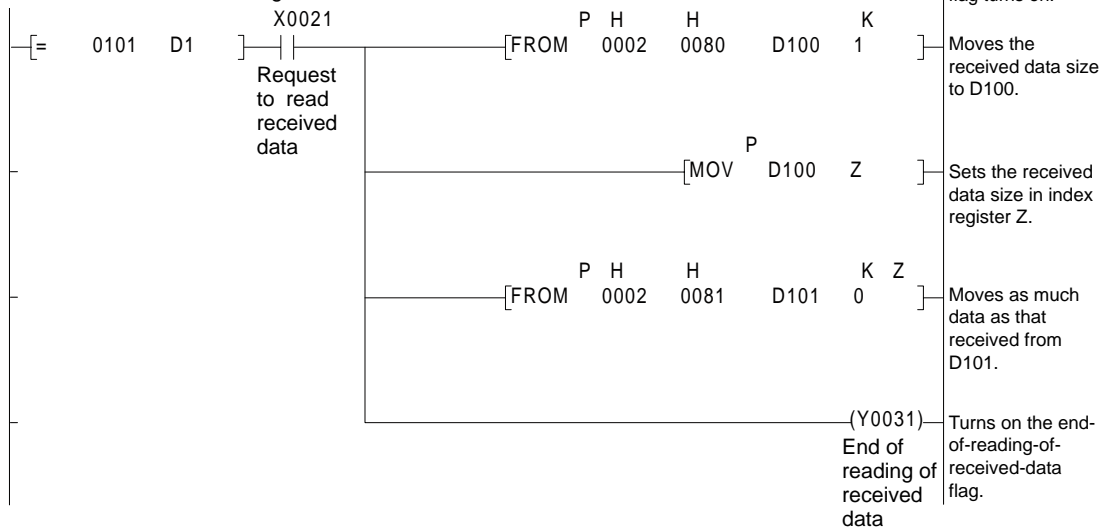 X0021
P H H K
[= 0101 D1 ] [FROM 0002 0080 D100 1 ]
Moves the
received data size
to D100.
Request
to read
received
data
P
[MOV D100 Z ]
Sets the received
data size in index
register Z.
P H H K Z
[FROM 0002 0081 D101 0 ]
Moves as much
data as that
received from
D101.
(Y0031)
End of
reading of
received
data
Turns on the end-
of-reading-of-
received-data
flag.